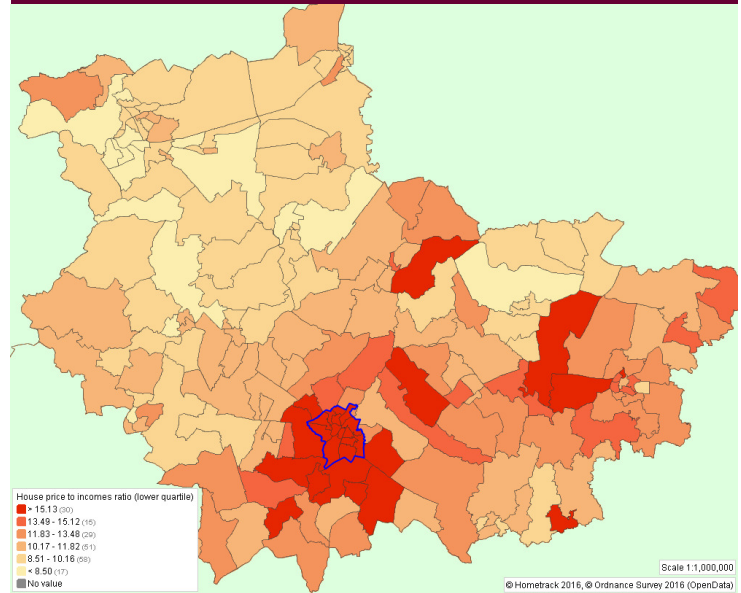 House price to incomes ratio (lower quartile)
> 15.13 (30)
13.49 - 15.12 (15)
11.83 - 13.48 (29)
10.17 - 11.82 (51)
8.51 - 10.16 (58)
< 8.50 (17)
No value
Scale 1:1,000,000
© Hometrack 2016, © Ordnance Survey 2016 (OpenData)